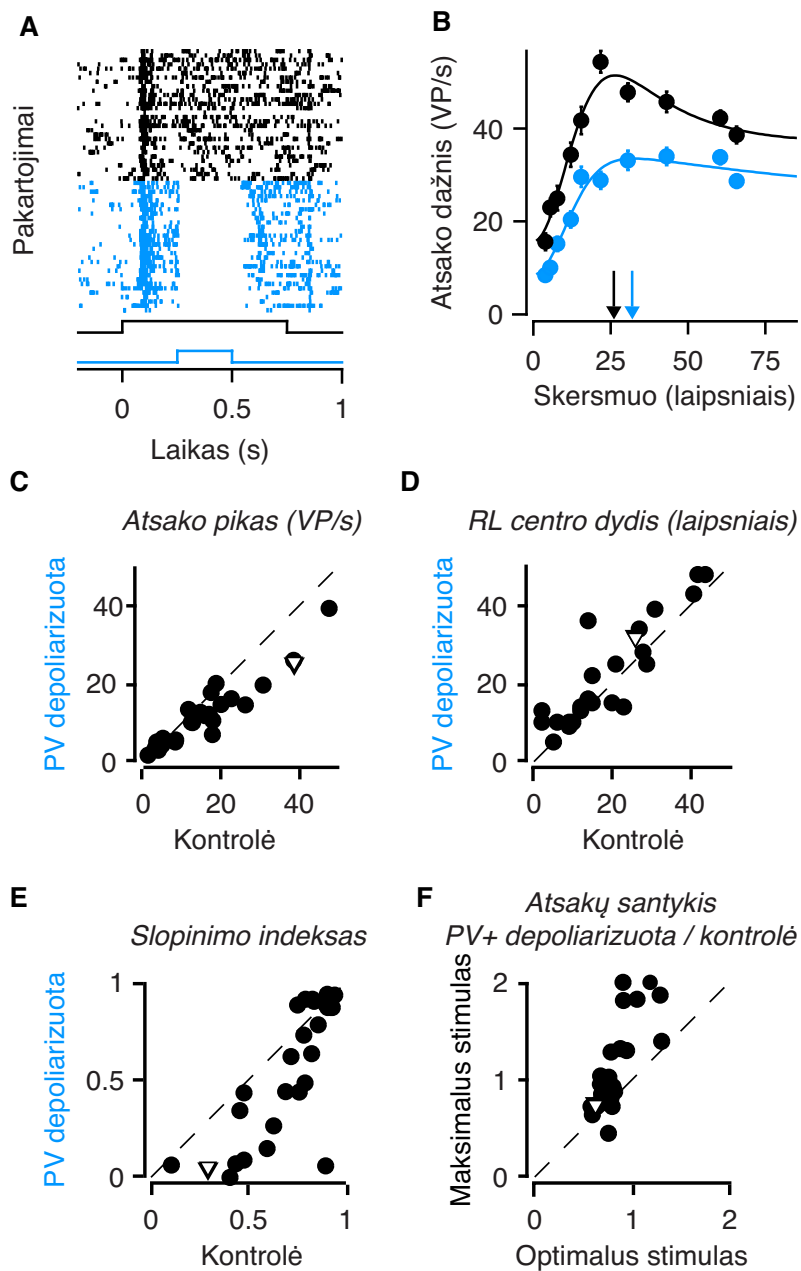 A
Pakartojimai
0
0.5
1
Laikas (s)
B
Atsako dažnis (VP/s)
40
20
0
0
25
50
75
Skersmuo (laipsniais)
C
Atsako pikas (VP/s)
PV depoliarizuota
40
20
0
0
20
40
Kontrolė
D
RL centro dydis (laipsniais)
PV depoliarizuota
40
20
0
0
20
40
Kontrolė
E
Slopinimo indeksas
PV depoliarizuota
1
0.5
0
0
0.5
1
Kontrolė
F
Atsakų santykis
PV+ depoliarizuota / kontrolė
Maksimalus stimulas
2
1
0
0
1
2
Optimalus stimulas